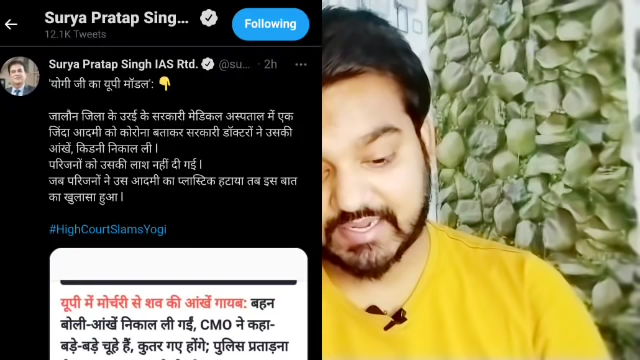 Surya Pratap Sing...
12.1K Tweets
Following
Surya Pratap Singh IAS Rtd. @su... · 2h
'योगी जी का यूपी मॉडल': 👇
जालौन जिला के उरई के सरकारी मेडिकल अस्पताल में एक
जिंदा आदमी को कोरोना बताकर सरकारी डॉक्टरों ने उसकी
आंखें, किडनी निकाल ली l
परिजनों को उसकी लाश नहीं दी गई l
जब परिजनों ने उस आदमी का प्लास्टिक हटाया तब इस बात
का खुलासा हुआ l
#HighCourtSlamsYogi
यूपी में मोर्चरी से शव की आंखें गायब: बहन
बोली-आंखें निकाल ली गईं, CMO ने कहा-
बड़े-बड़े चूहे हैं, कुतर गए होंगे; पुलिस प्रताड़ना